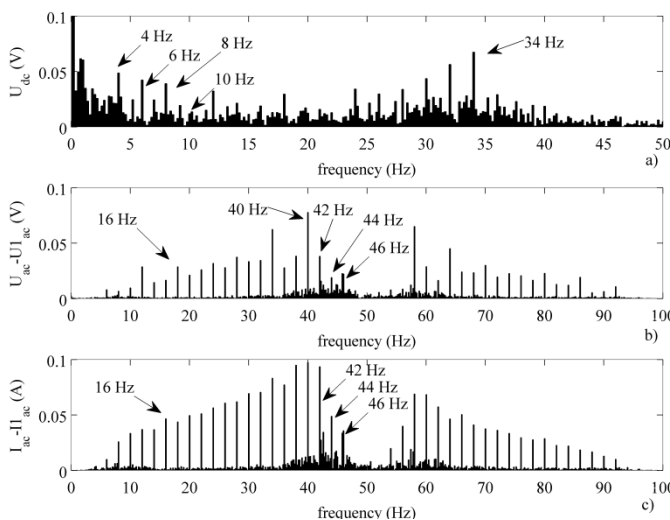 0.1
4 Hz
8 Hz
6 Hz
34 Hz
0.05
10 Hz
U_dc (V)
0
0 5 10 15 20 25 30 35 40 45 50
frequency (Hz)
a)
0.1
40 Hz
42 Hz
16 Hz
44 Hz
0.05
46 Hz
U_ac-U1_ac (V)
0
0 10 20 30 40 50 60 70 80 90 100
frequency (Hz)
b)
0.1
42 Hz
16 Hz
44 Hz
0.05
46 Hz
I_ac-I1_ac (A)
0
0 10 20 30 40 50 60 70 80 90 100
frequency (Hz)
c)